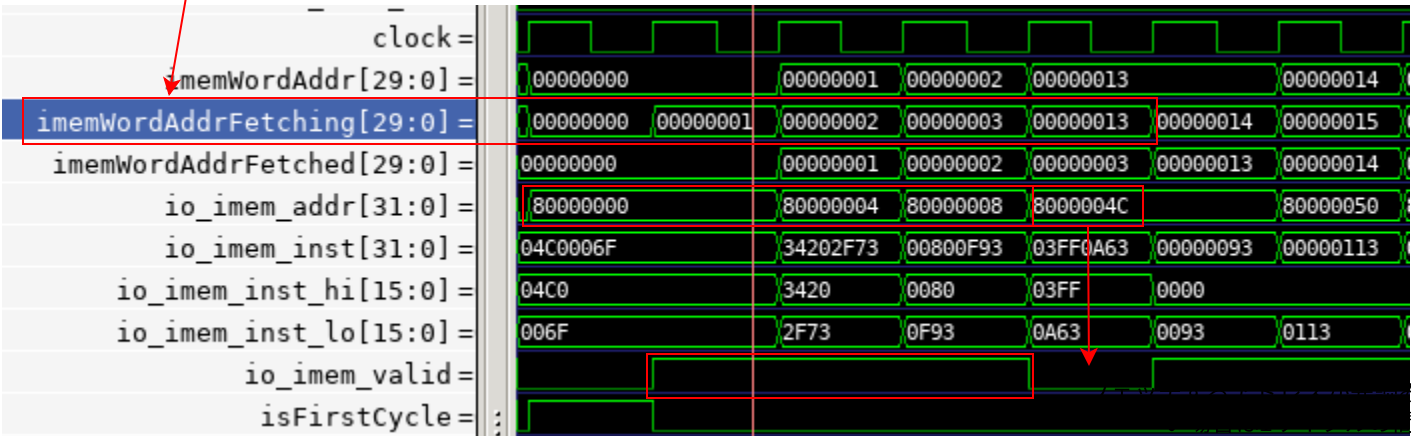 clock =
imemWordAddr[29:0] = 00000000 00000001 00000002 00000013 00000014
imemWordAddrFetching[29:0] = 00000000 00000001 00000002 00000003 00000013 00000014 00000015
imemWordAddrFetched[29:0] = 00000000 00000001 00000002 00000003 00000013 00000014
io_imem_addr[31:0] = 80000000 80000004 80000008 8000004C 80000050
io_imem_inst[31:0] = 04C0006F 34202F73 00800F93 03FF0A63 00000093 00000113
io_imem_inst_hi[15:0] = 04C0 3420 0080 03FF 0000
io_imem_inst_lo[15:0] = 006F 2F73 0F93 0A63 0093 0113
io_imem_valid =
isFirstCycle =